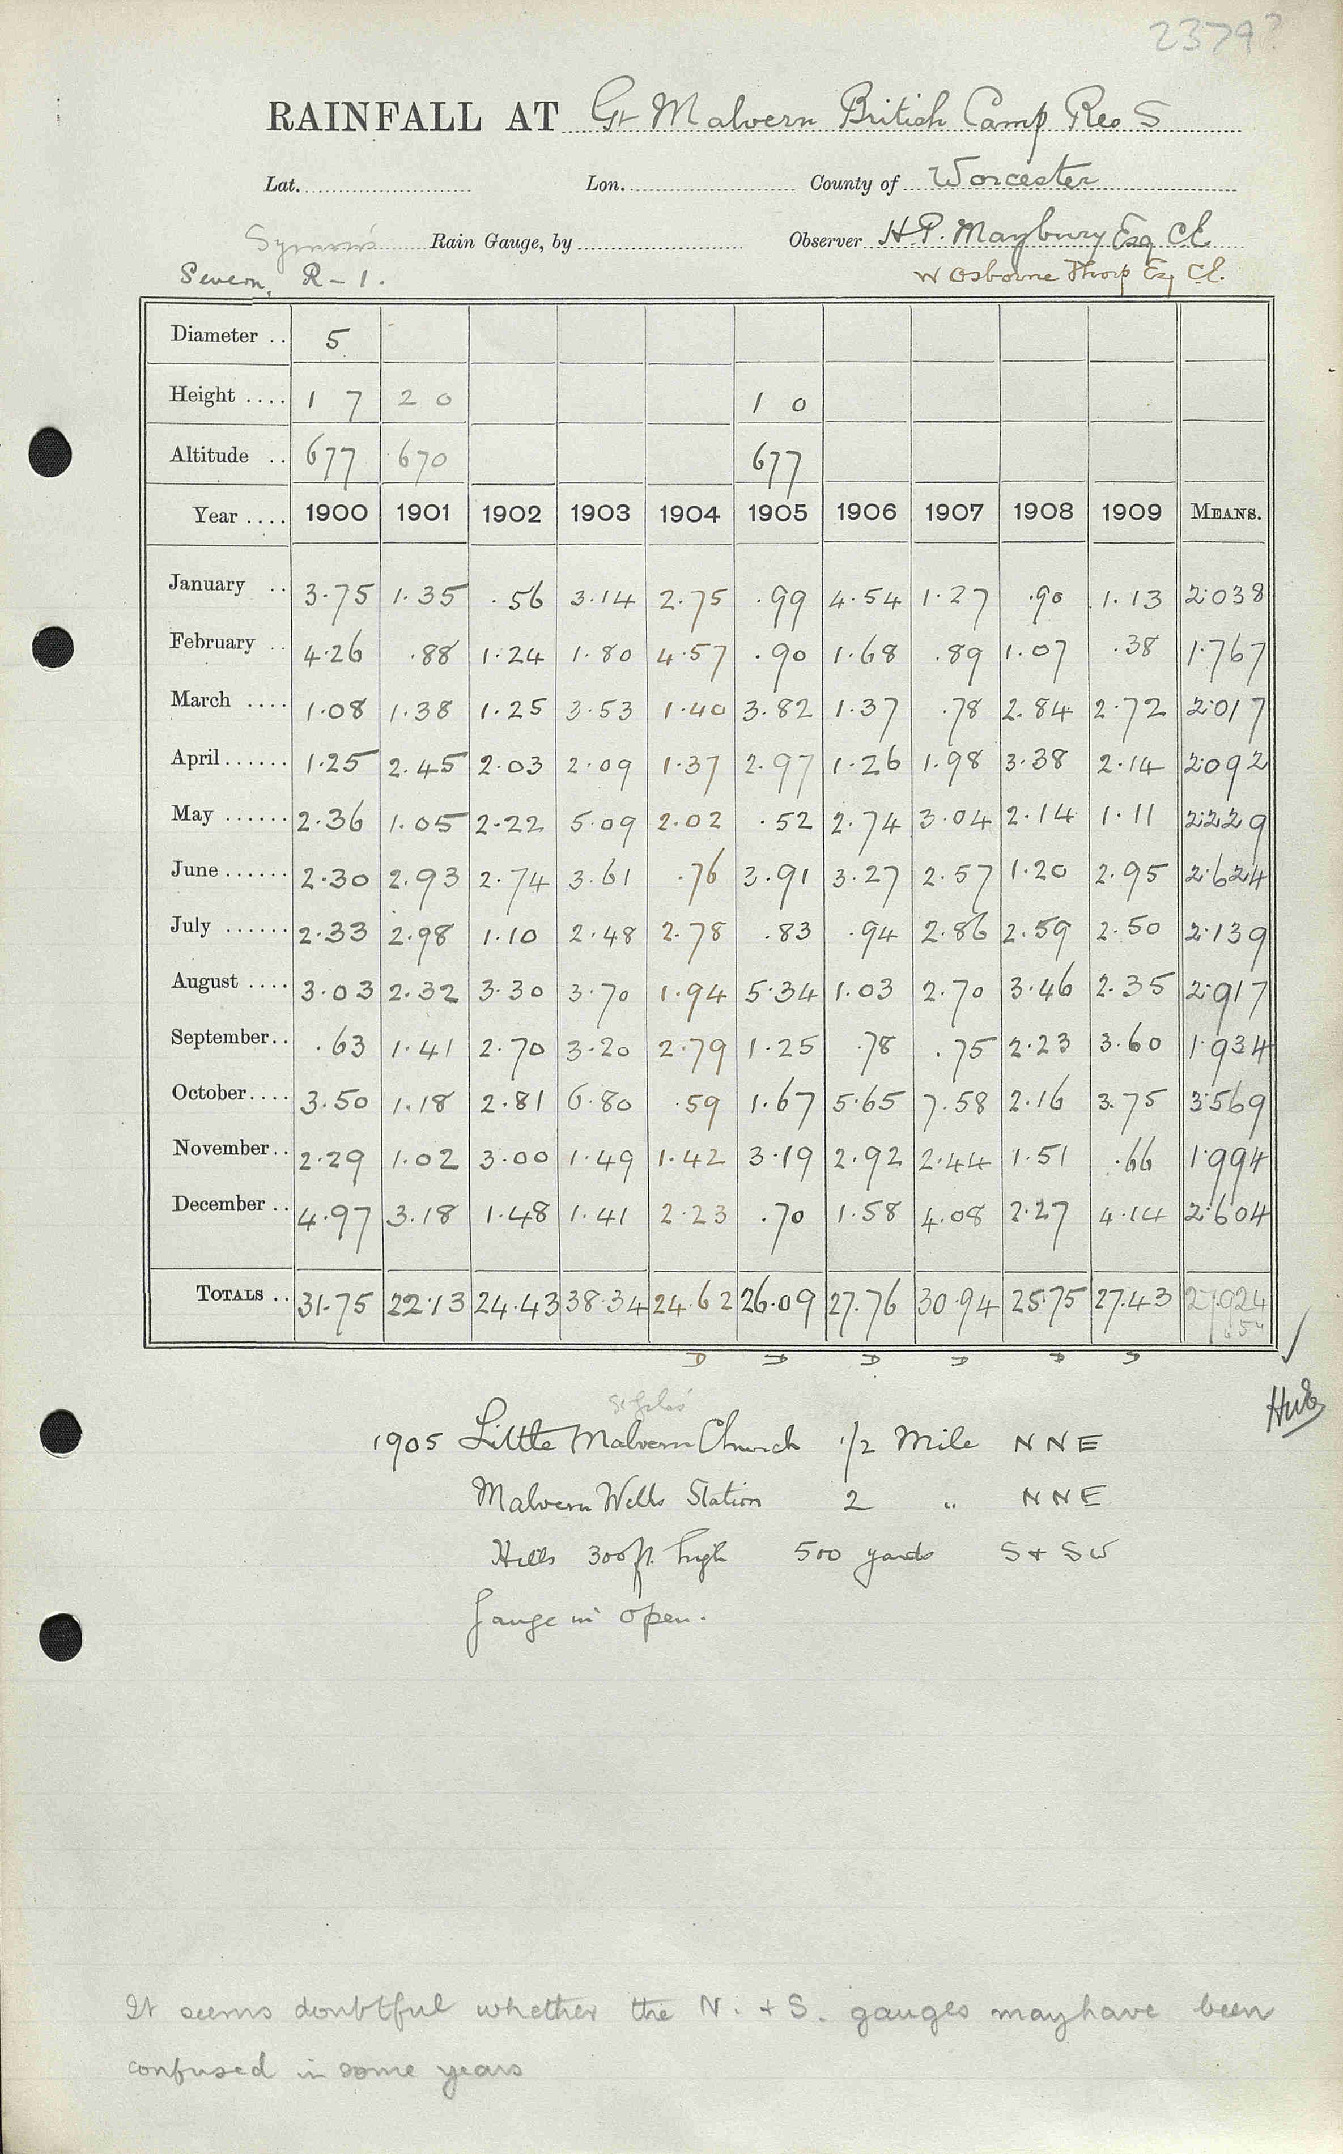 2379?
RAINFALL AT Gt Malvern British Camp Res S
Lat. Lon. County of Worcester
Symons Rain Gauge, by Observer H.P. Maybury Esq CE
Severn. R - 1. W Osborne Thorp Esq CE.
Diameter .. 5
Height .... 1 7 2 0 1 0
Altitude .. 677 670 677
Year .... 1900 1901 1902 1903 1904 1905 1906 1907 1908 1909 MEANS.
January .. 3.75 1.35 .56 3.14 2.75 .99 4.54 1.27 .90 1.13 2.038
February .. 4.26 .88 1.24 1.80 4.57 .90 1.68 .89 1.07 .38 1.767
March .... 1.08 1.38 1.25 3.53 1.40 3.82 1.37 .78 2.84 2.72 2.017
April...... 1.25 2.45 2.03 2.09 1.37 2.97 1.26 1.98 3.38 2.14 2.092
May ...... 2.36 1.05 2.22 5.09 2.02 .52 2.74 3.04 2.14 1.11 2.229
June...... 2.30 2.93 2.74 3.61 .76 3.91 3.27 2.57 1.20 2.95 2.624
July ...... 2.33 2.98 1.10 2.48 2.78 .83 .94 2.86 2.59 2.50 2.139
August .... 3.03 2.32 3.30 3.70 1.94 5.34 1.03 2.70 3.46 2.35 2.917
September.. .63 1.41 2.70 3.20 2.79 1.25 .78 .75 2.23 3.60 1.934
October.... 3.50 1.18 2.81 6.80 .59 1.67 5.65 7.58 2.16 3.75 3.569
November.. 2.29 1.02 3.00 1.49 1.42 3.19 2.92 2.44 1.51 .66 1.994
December .. 4.97 3.18 1.48 1.41 2.23 .70 1.58 4.08 2.27 4.14 2.604
TOTALS .. 31.75 22.13 24.43 38.34 24.62 26.09 27.76 30.94 25.75 27.43 27.024
D D D D D D
St Giles'
1905 Little Malvern Church 1/2 Mile NNE
Malvern Wells Station 2 " NNE
Hills 300 ft. high 500 yards S + SW
Gauge in open.
It seems doubtful whether the N. + S. gauges may have been
confused in some years